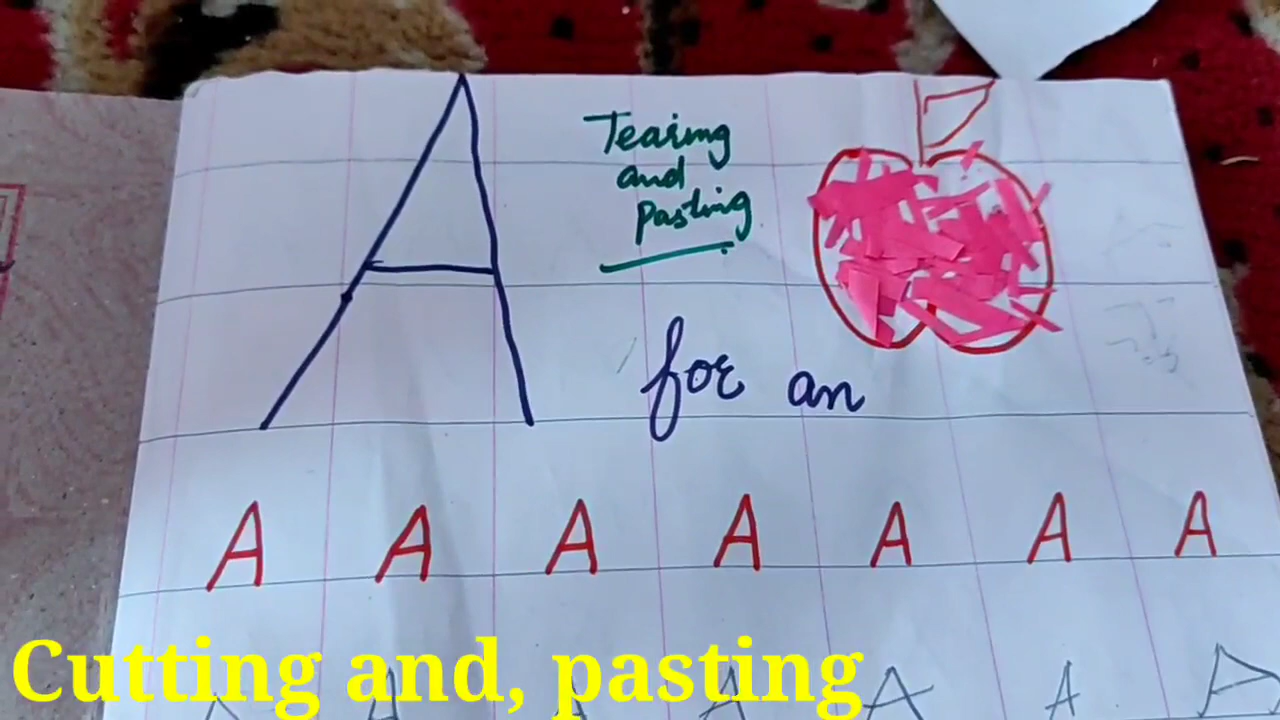 A
Tearing
and
pasting
for an
A A A A A A A
A A A A A A A
Cutting and, pasting